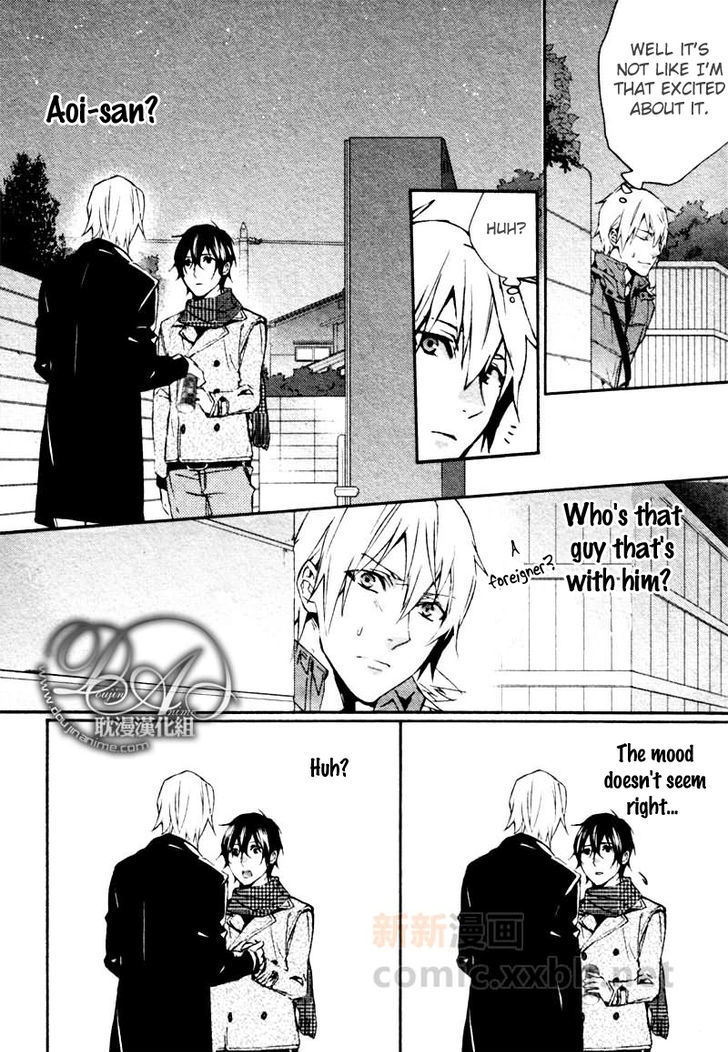 WELL IT'S
NOT LIKE I'M
THAT EXCITED
ABOUT IT.
HUH?
Aoi-san?
Who's that
guy that's
with him?
A
foreigner?
The mood
doesn't seem
right...
Huh?
Doujin
Anime
耽漫漢化組
www.doujinanime.com
新新漫画
comic.xxbh.net